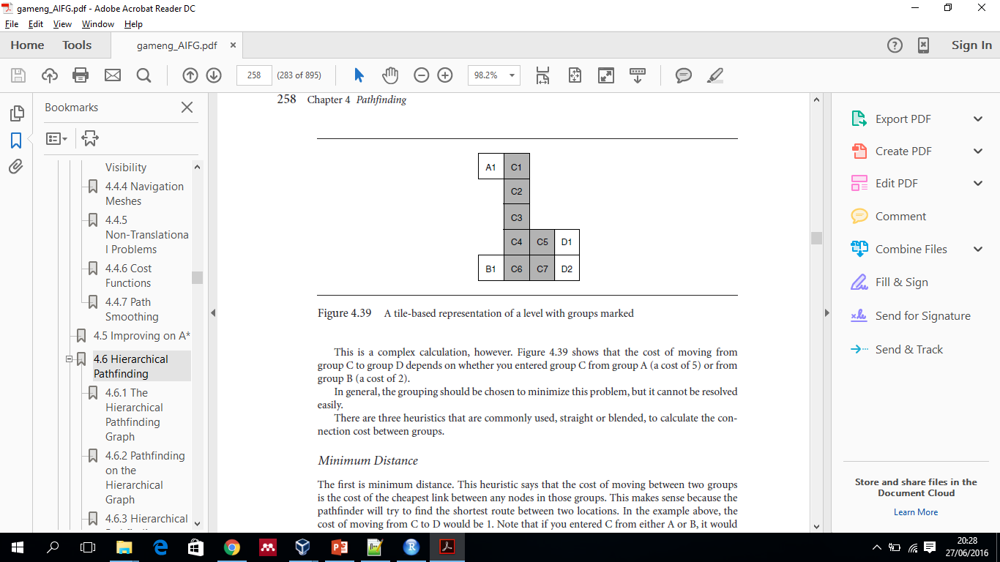 gameng_AIFG.pdf - Adobe Acrobat Reader DC
File Edit View Window Help
Home Tools gameng_AIFG.pdf × Sign In
258 (283 of 895) 98.2%
Bookmarks
Visibility
4.4.4 Navigation
Meshes
4.4.5
Non-Translationa
l Problems
4.4.6 Cost
Functions
4.4.7 Path
Smoothing
4.5 Improving on A*
4.6 Hierarchical
Pathfinding
4.6.1 The
Hierarchical
Pathfinding
Graph
4.6.2 Pathfinding
on the
Hierarchical
Graph
4.6.3 Hierarchical
258 Chapter 4 Pathfinding
A1 C1
C2
C3
C4 C5 D1
B1 C6 C7 D2
Figure 4.39 A tile-based representation of a level with groups marked
This is a complex calculation, however. Figure 4.39 shows that the cost of moving from
group C to group D depends on whether you entered group C from group A (a cost of 5) or from
group B (a cost of 2).
In general, the grouping should be chosen to minimize this problem, but it cannot be resolved
easily.
There are three heuristics that are commonly used, straight or blended, to calculate the con-
nection cost between groups.
Minimum Distance
The first is minimum distance. This heuristic says that the cost of moving between two groups
is the cost of the cheapest link between any nodes in those groups. This makes sense because the
pathfinder will try to find the shortest route between two locations. In the example above, the
cost of moving from C to D would be 1. Note that if you entered C from either A or B, it would
Export PDF
Create PDF
Edit PDF
Comment
Combine Files
Fill & Sign
Send for Signature
Send & Track
Store and share files in the
Document Cloud
Learn More
20:28
27/06/2016